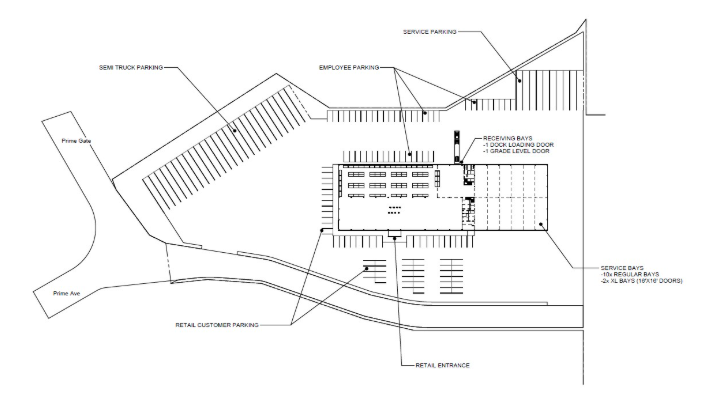 SERVICE PARKING
SEMI TRUCK PARKING
EMPLOYEE PARKING
Prime Gate
RECEIVING BAYS
-1 DOCK LOADING DOOR
-1 GRADE LEVEL DOOR
SERVICE BAYS
-10x REGULAR BAYS
-2x XL BAYS (16'X16' DOORS)
Prime Ave
RETAIL CUSTOMER PARKING
RETAIL ENTRANCE